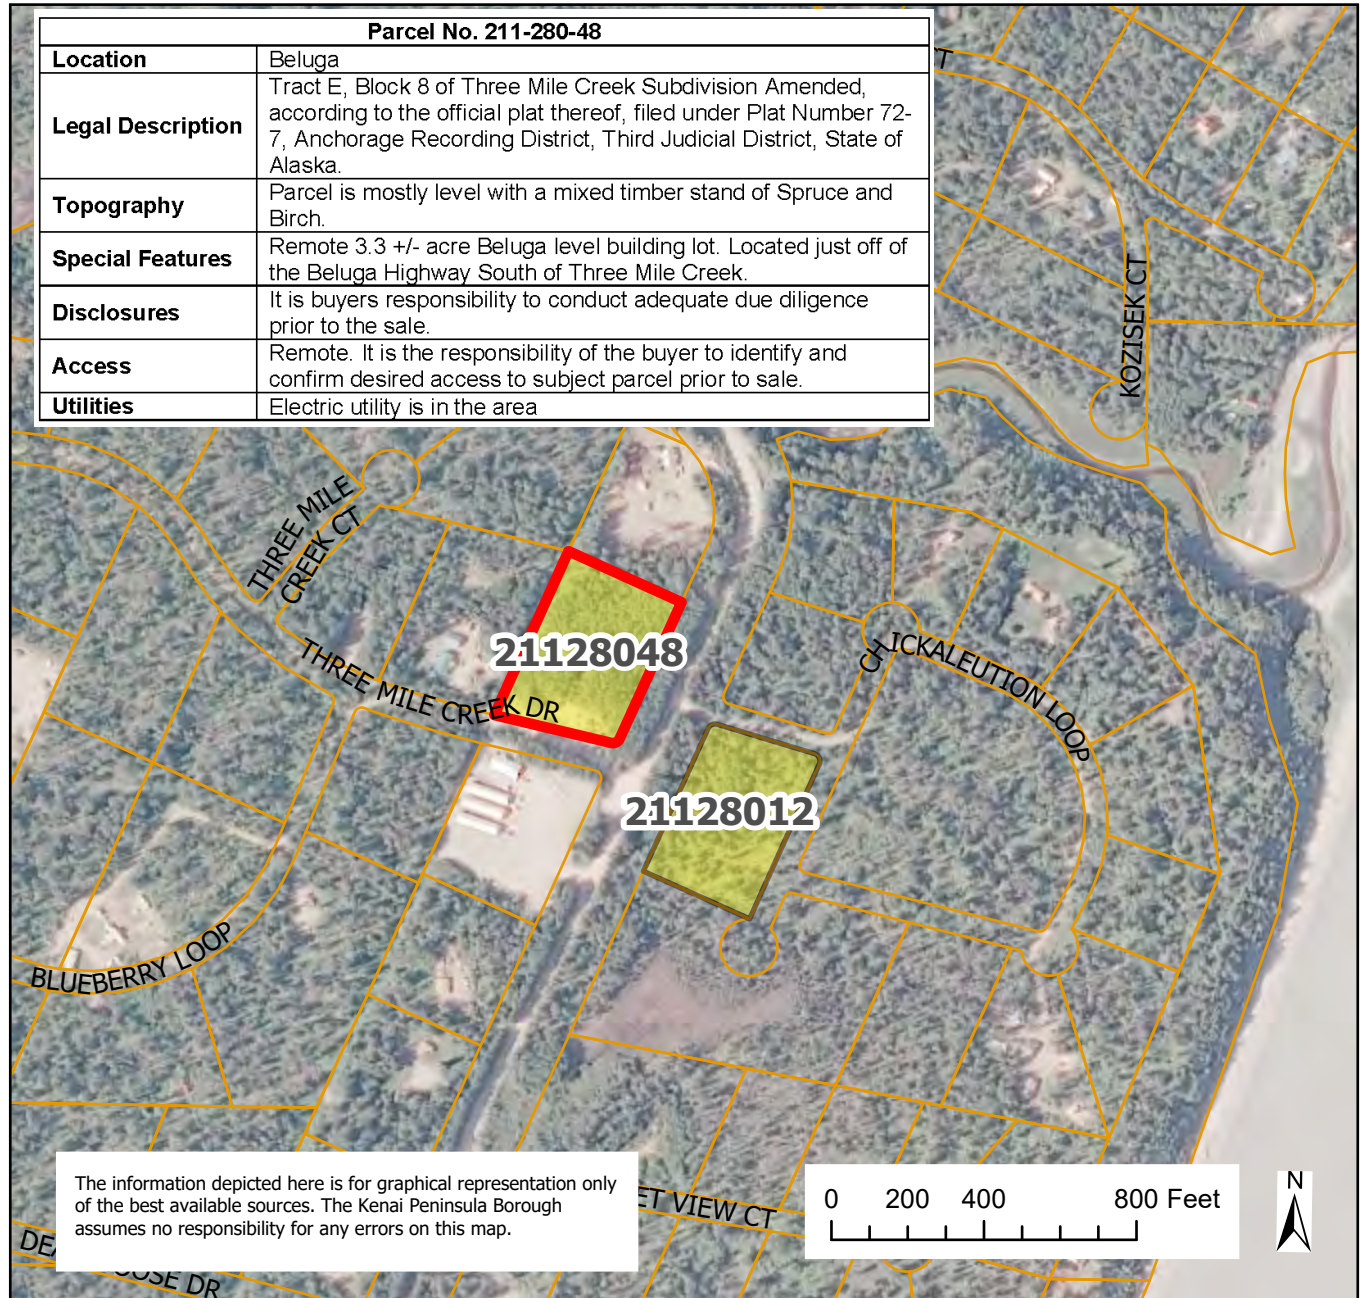 Parcel No. 211-280-48
Location Beluga
Legal Description Tract E, Block 8 of Three Mile Creek Subdivision Amended,
according to the official plat thereof, filed under Plat Number 72-
7, Anchorage Recording District, Third Judicial District, State of
Alaska.
Topography Parcel is mostly level with a mixed timber stand of Spruce and
Birch.
Special Features Remote 3.3 +/- acre Beluga level building lot. Located just off of
the Beluga Highway South of Three Mile Creek.
Disclosures It is buyers responsibility to conduct adequate due diligence
prior to the sale.
Access Remote. It is the responsibility of the buyer to identify and
confirm desired access to subject parcel prior to sale.
Utilities Electric utility is in the area
KOZISEK CT
THREE MILE
CREEK CT
21128048
THREE MILE CREEK DR
CHICKALEUTION LOOP
21128012
BLUEBERRY LOOP
ET VIEW CT
The information depicted here is for graphical representation only
of the best available sources. The Kenai Peninsula Borough
assumes no responsibility for any errors on this map.
0 200 400 800 Feet
N